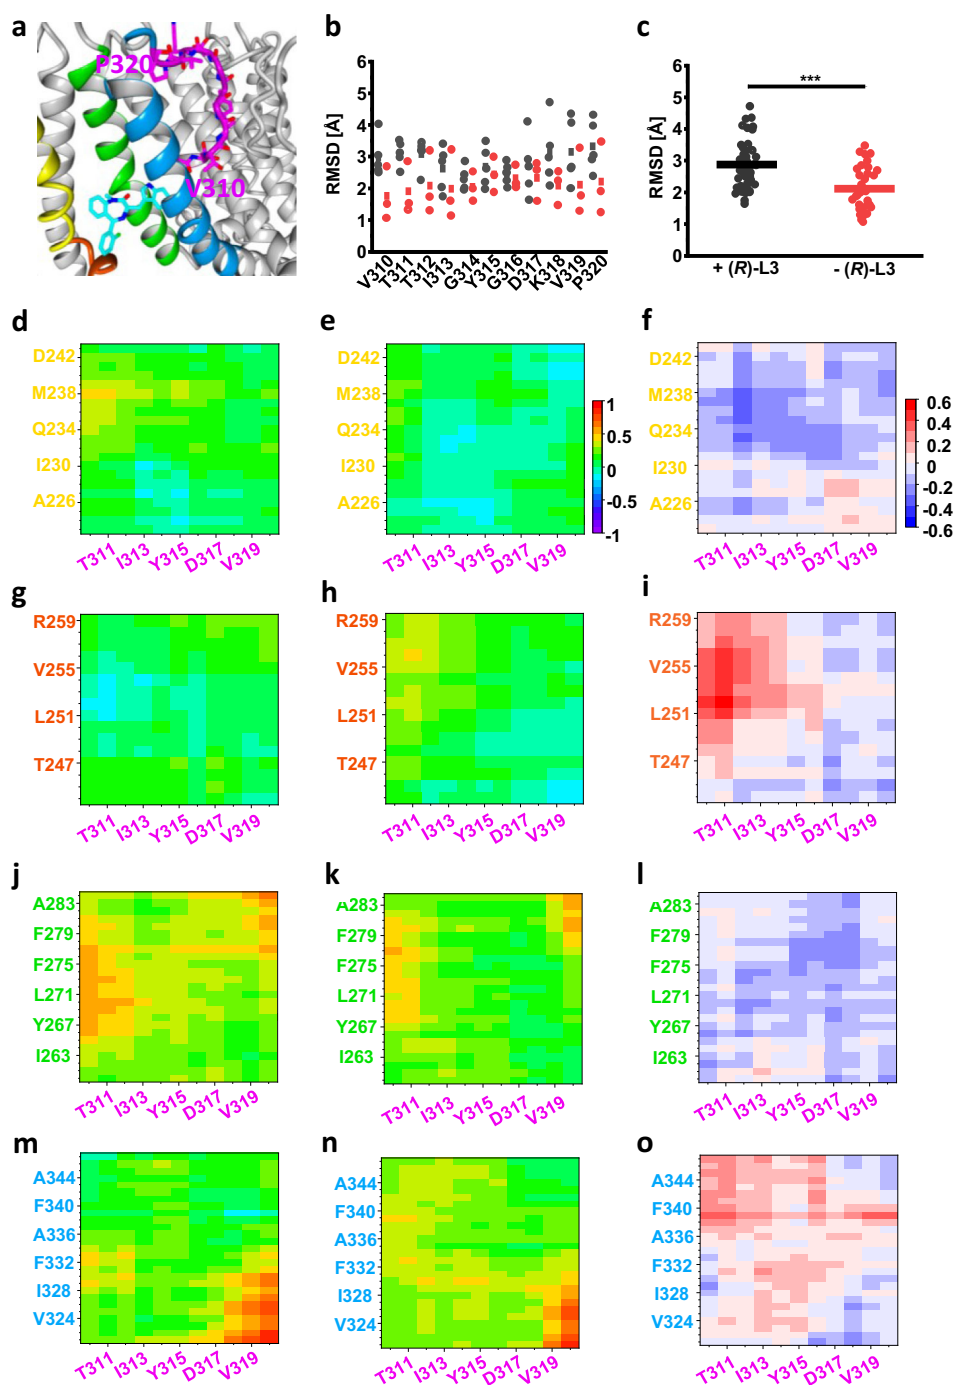 a
P320
V310
b
RMSD [Å]
6
5
4
3
2
1
0
V310
T311
T312
I313
G314
Y315
G316
D317
K318
V319
P320
c
RMSD [Å]
6
5
4
3
2
1
0
***
+ (R)-L3
- (R)-L3
d
D242
M238
Q234
I230
A226
T311
I313
Y315
D317
V319
e
D242
M238
Q234
I230
A226
T311
I313
Y315
D317
V319
1
0.5
0
-0.5
-1
f
D242
M238
Q234
I230
A226
T311
I313
Y315
D317
V319
0.6
0.4
0.2
0
-0.2
-0.4
-0.6
g
R259
V255
L251
T247
T311
I313
Y315
D317
V319
h
R259
V255
L251
T247
T311
I313
Y315
D317
V319
i
R259
V255
L251
T247
T311
I313
Y315
D317
V319
j
A283
F279
F275
L271
Y267
I263
T311
I313
Y315
D317
V319
k
A283
F279
F275
L271
Y267
I263
T311
I313
Y315
D317
V319
l
A283
F279
F275
L271
Y267
I263
T311
I313
Y315
D317
V319
m
A344
F340
A336
F332
I328
V324
T311
I313
Y315
D317
V319
n
A344
F340
A336
F332
I328
V324
T311
I313
Y315
D317
V319
o
A344
F340
A336
F332
I328
V324
T311
I313
Y315
D317
V319